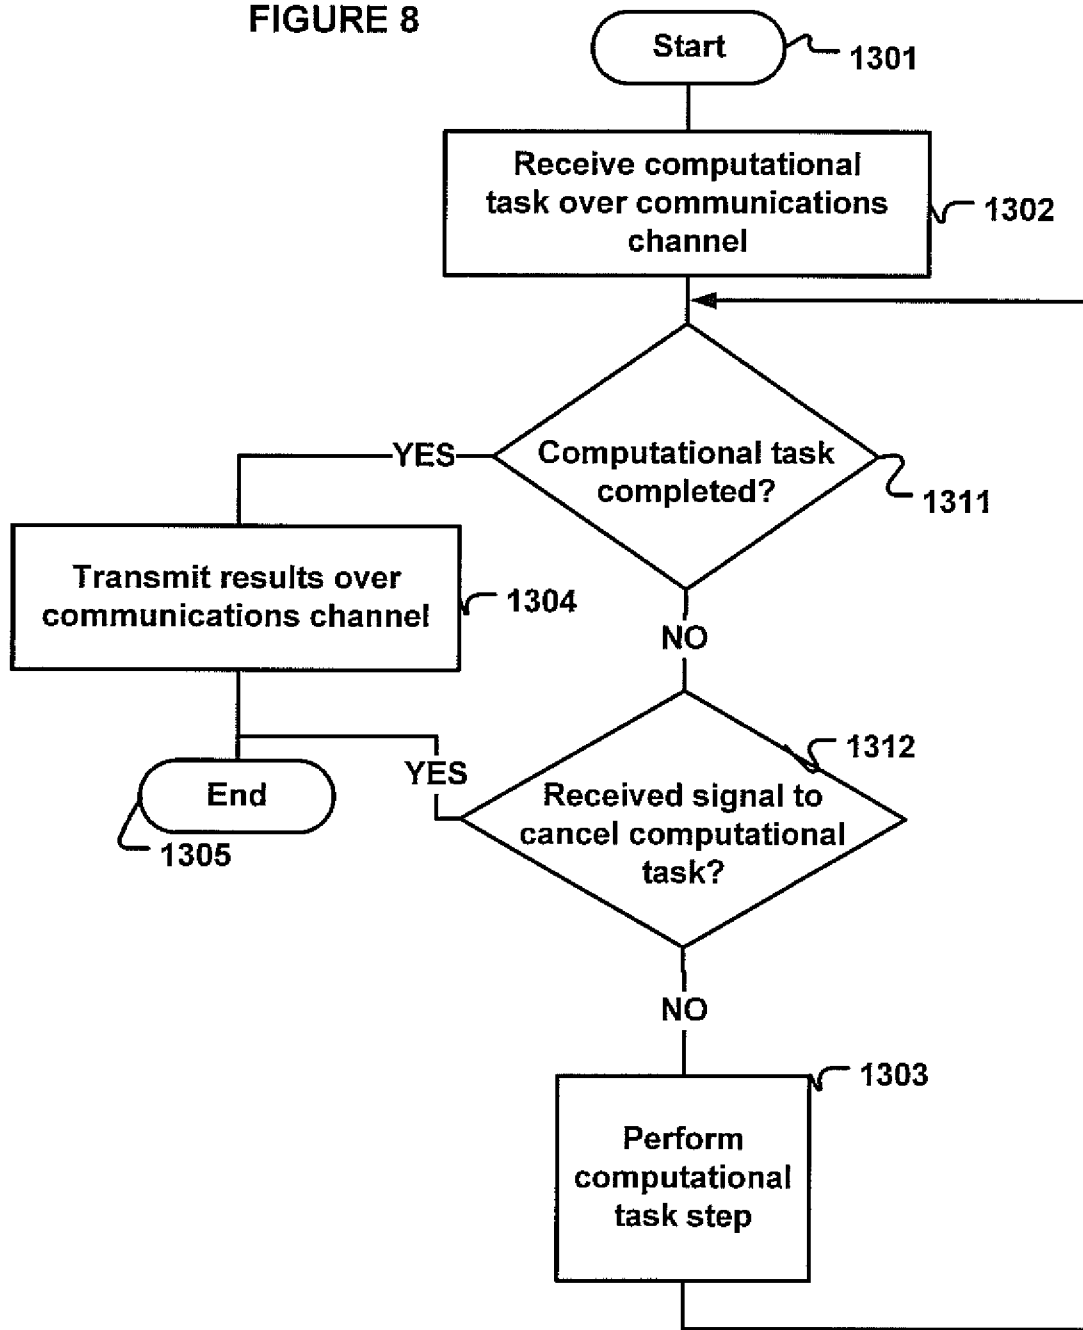 FIGURE 8
Start
1301
Receive computational
task over communications
channel
1302
YES
Computational task
completed?
1311
Transmit results over
communications channel
1304
NO
1312
YES
Received signal to
cancel computational
task?
End
1305
NO
1303
Perform
computational
task step